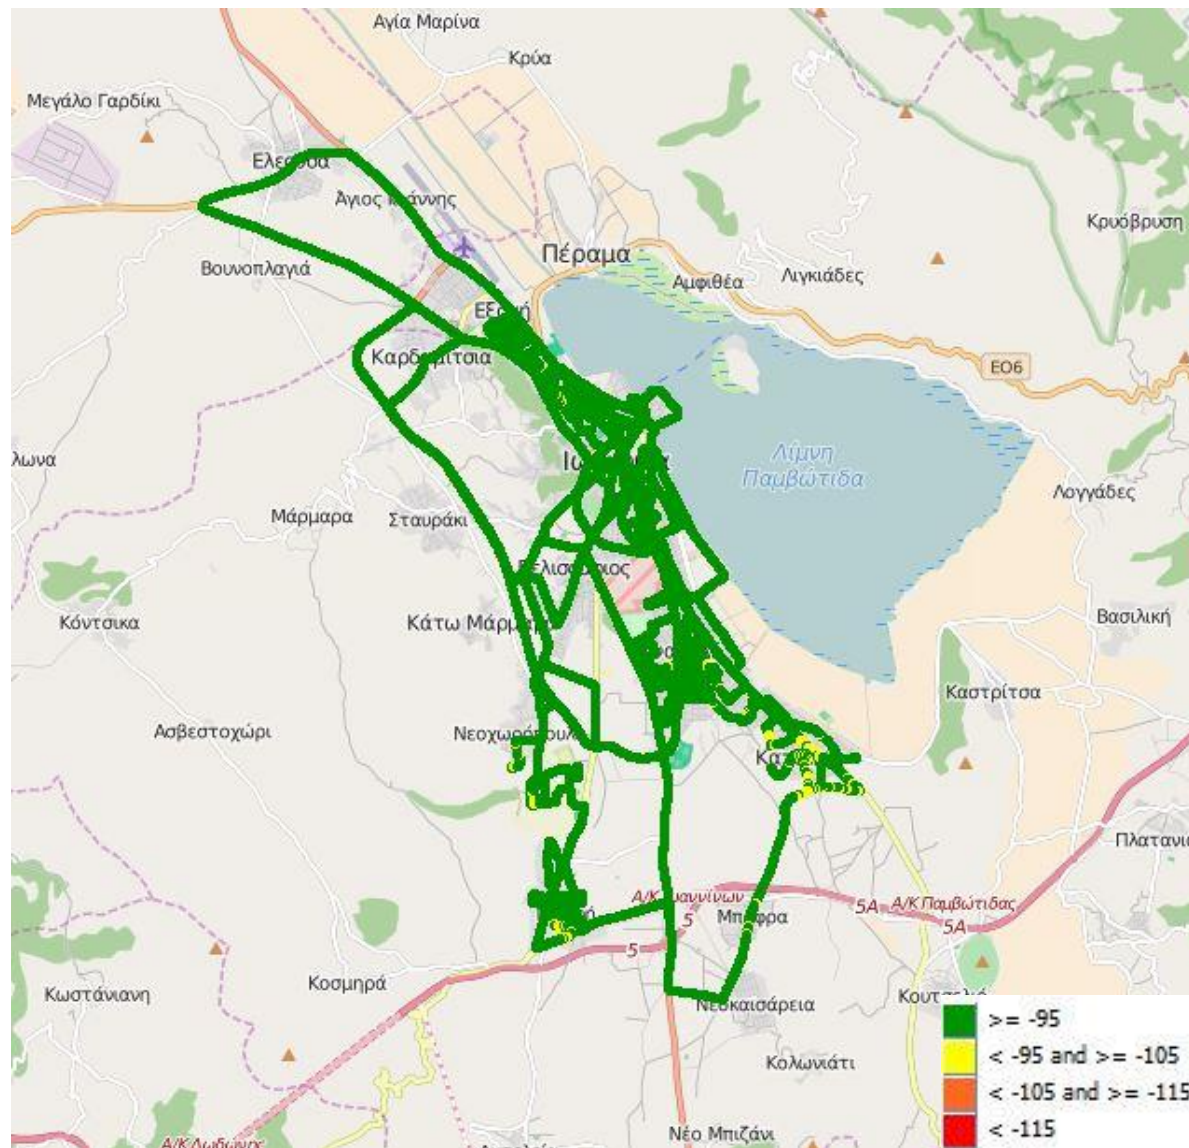 Αγία Μαρίνα
Κρύα
Μεγάλο Γαρδίκι
Άγιος
Κρυόβρυση
Πέραμα
Βουνοπλαγιά
Αμφιθέα
Λιγκιάδες
ΕΟ6
Λίμνη
Παμβώτιδα
λωνα
Λογγάδες
Μάρμαρα
Σταυράκι
Κόντσικα
Κάτω
Βασιλική
Καστρίτσα
Ασβεστοχώρι
Πλατανι
5
5Α
Α/Κ Παμβώτιδας
5Α
5
Κοσμηρά
Κωστάνιανη
Νεοκαισάρεια
Κολωνιάτι
Νέο Μπιζάνι
>= -95
< -95 and >= -105
< -105 and >= -115
< -115